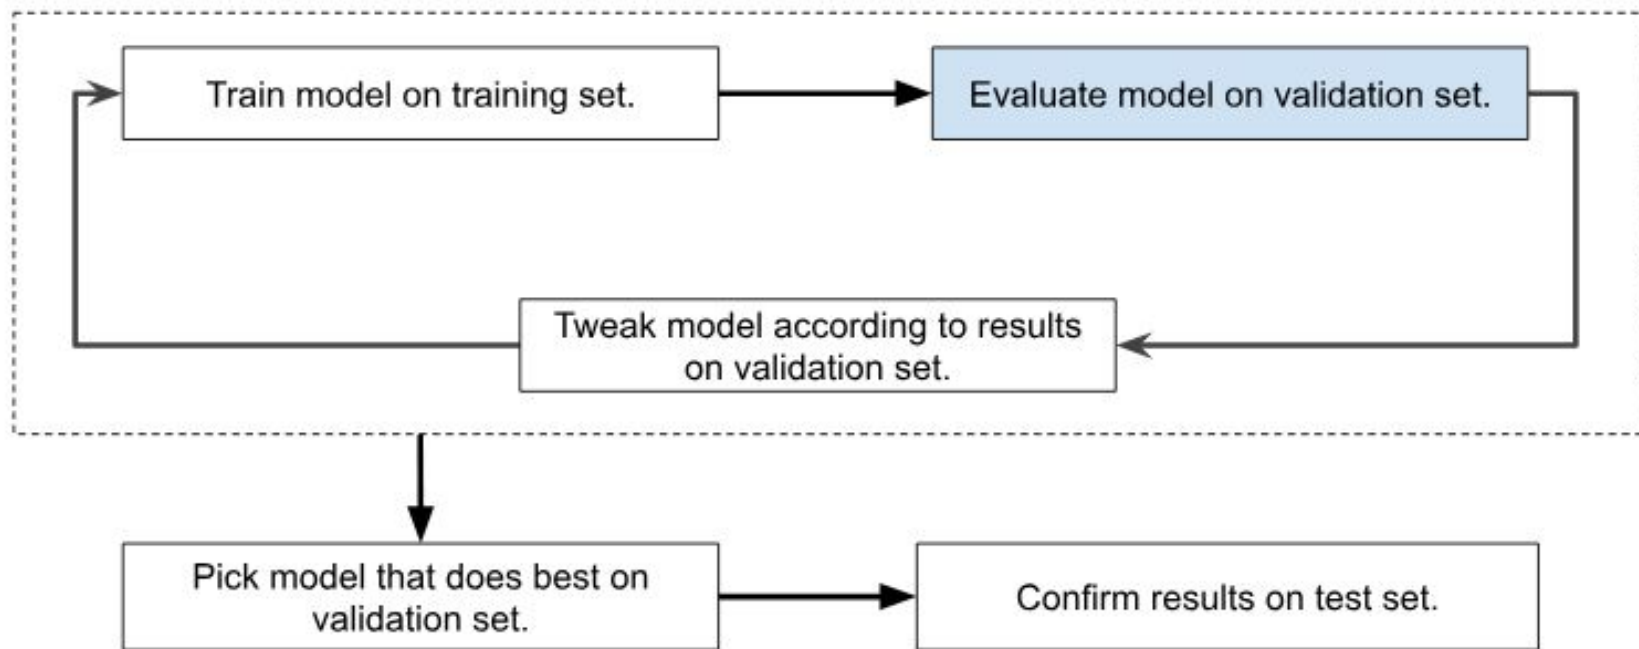 Train model on training set.
Evaluate model on validation set.
Tweak model according to results
on validation set.
Pick model that does best on
validation set.
Confirm results on test set.